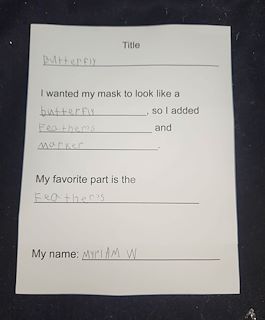 Title
Butterfly
I wanted my mask to look like a
butterfly, so I added
Feathers and
marker.
My favorite part is the
Feather's
My name: MYRIAM W